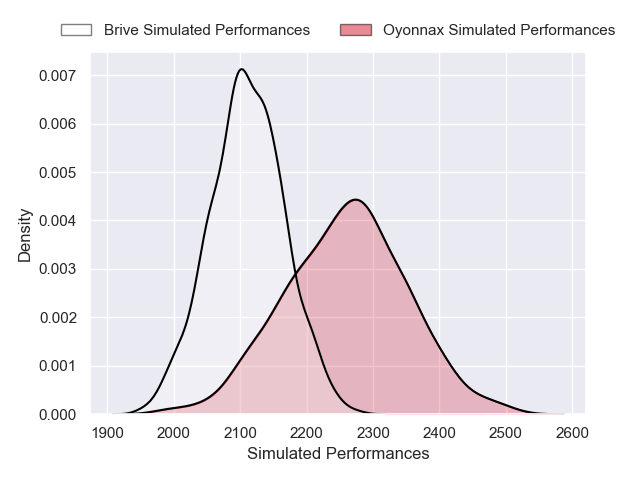 Brive Simulated Performances Oyonnax Simulated Performances
0.007
0.006
0.005
0.004
0.003
0.002
0.001
0.000
Density
1900 2000 2100 2200 2300 2400 2500 2600
Simulated Performances